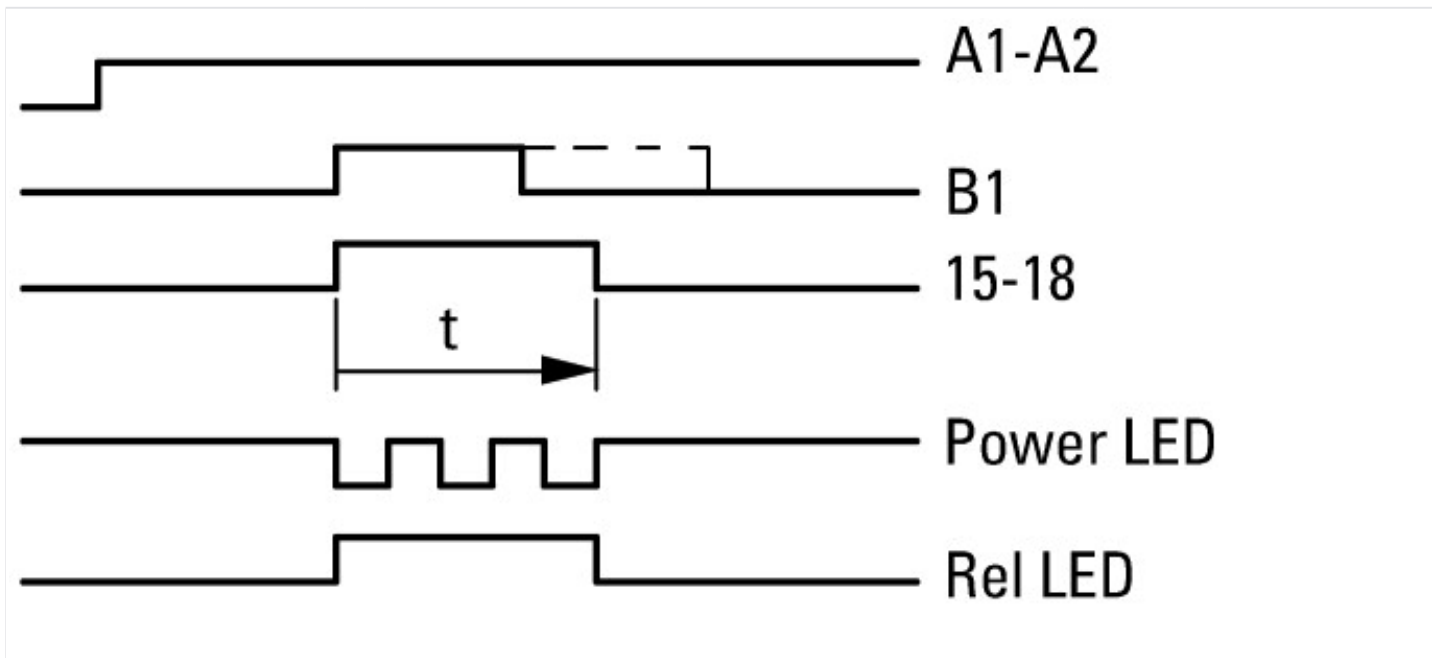 A1-A2
B1
15-18
t
Power LED
Rel LED